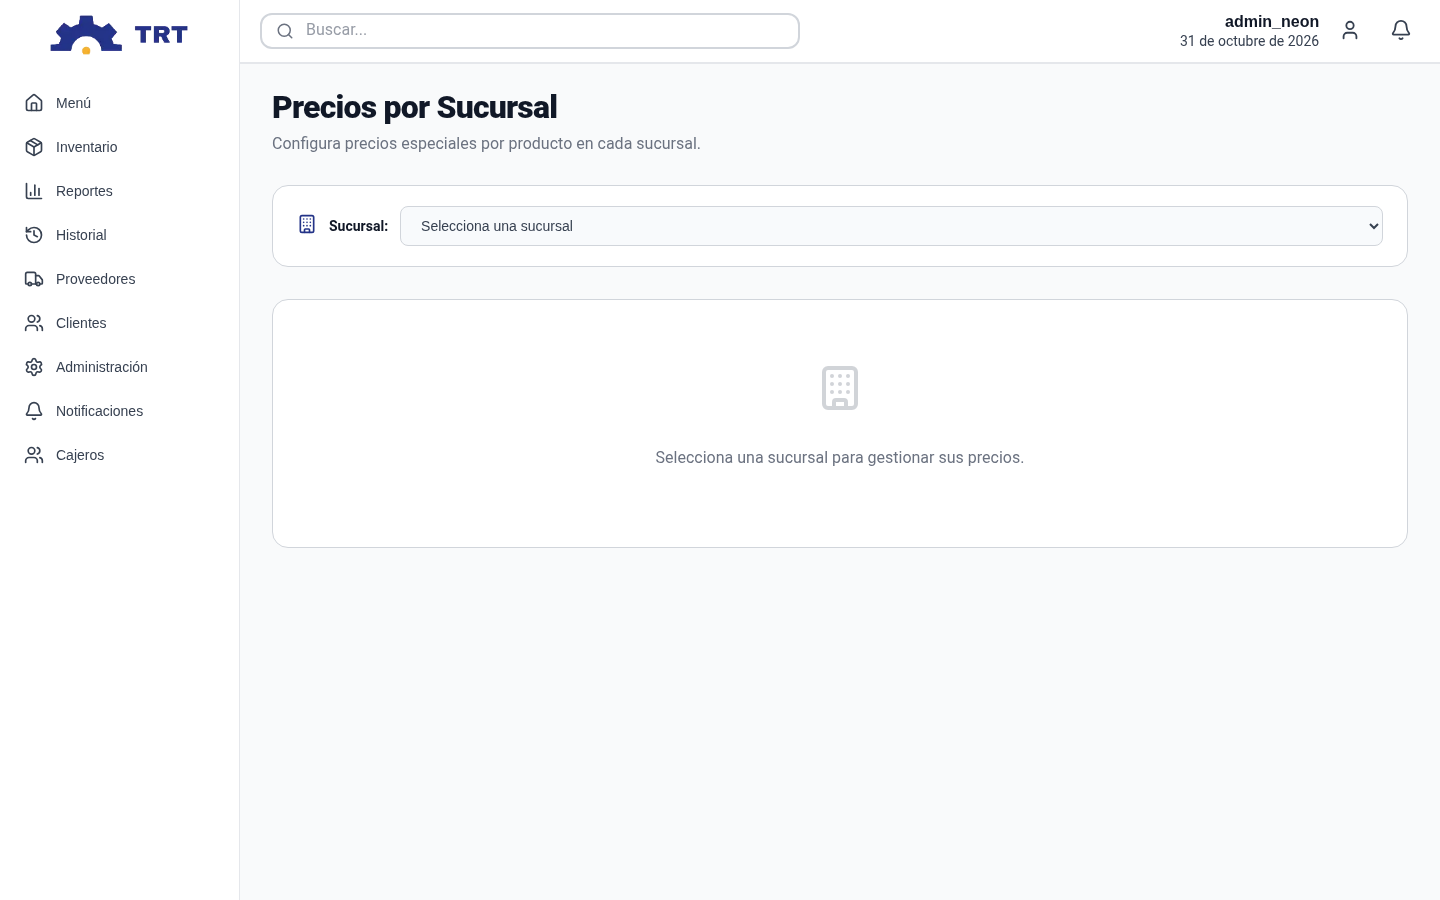 TRT
Buscar...
admin_neon
31 de octubre de 2026
Menú
Inventario
Reportes
Historial
Proveedores
Clientes
Administración
Notificaciones
Cajeros
Precios por Sucursal
Configura precios especiales por producto en cada sucursal.
Sucursal: Selecciona una sucursal
Selecciona una sucursal para gestionar sus precios.